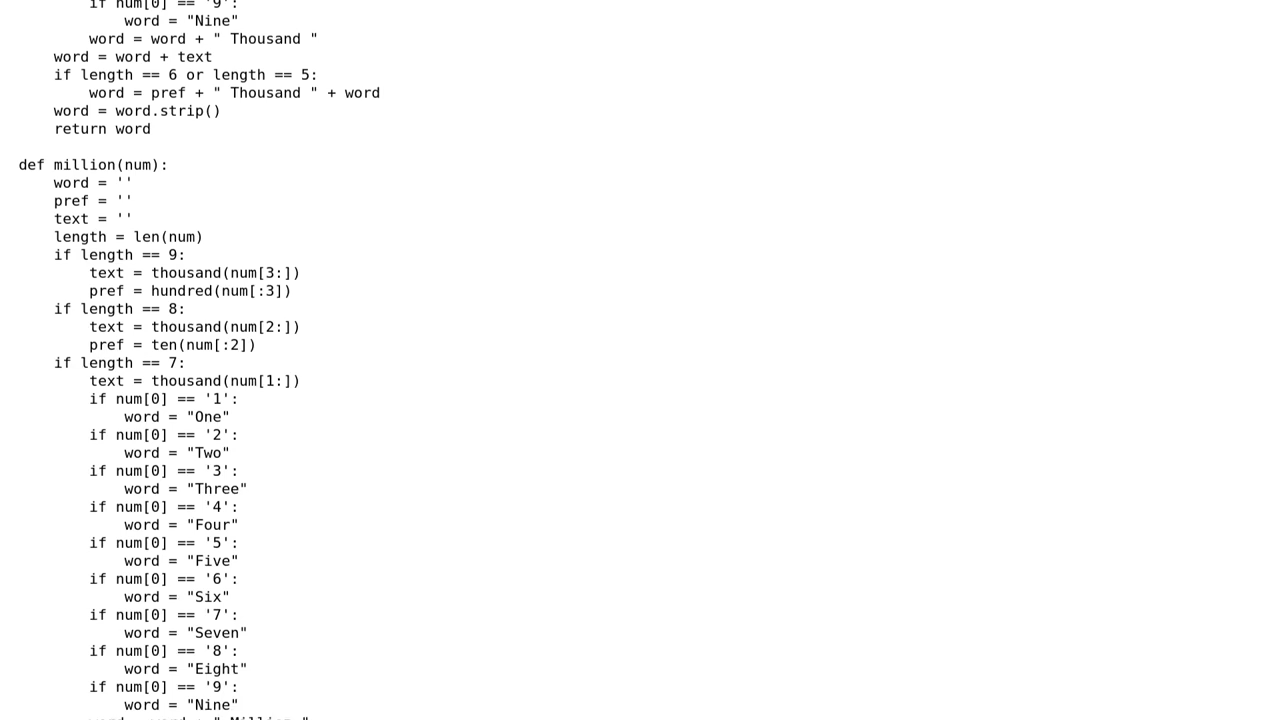 if num[0] == '9':
            word = "Nine"
        word = word + " Thousand "
    word = word + text
    if length == 6 or length == 5:
        word = pref + " Thousand " + word
    word = word.strip()
    return word

def million(num):
    word = ''
    pref = ''
    text = ''
    length = len(num)
    if length == 9:
        text = thousand(num[3:])
        pref = hundred(num[:3])
    if length == 8:
        text = thousand(num[2:])
        pref = ten(num[:2])
    if length == 7:
        text = thousand(num[1:])
        if num[0] == '1':
            word = "One"
        if num[0] == '2':
            word = "Two"
        if num[0] == '3':
            word = "Three"
        if num[0] == '4':
            word = "Four"
        if num[0] == '5':
            word = "Five"
        if num[0] == '6':
            word = "Six"
        if num[0] == '7':
            word = "Seven"
        if num[0] == '8':
            word = "Eight"
        if num[0] == '9':
            word = "Nine"